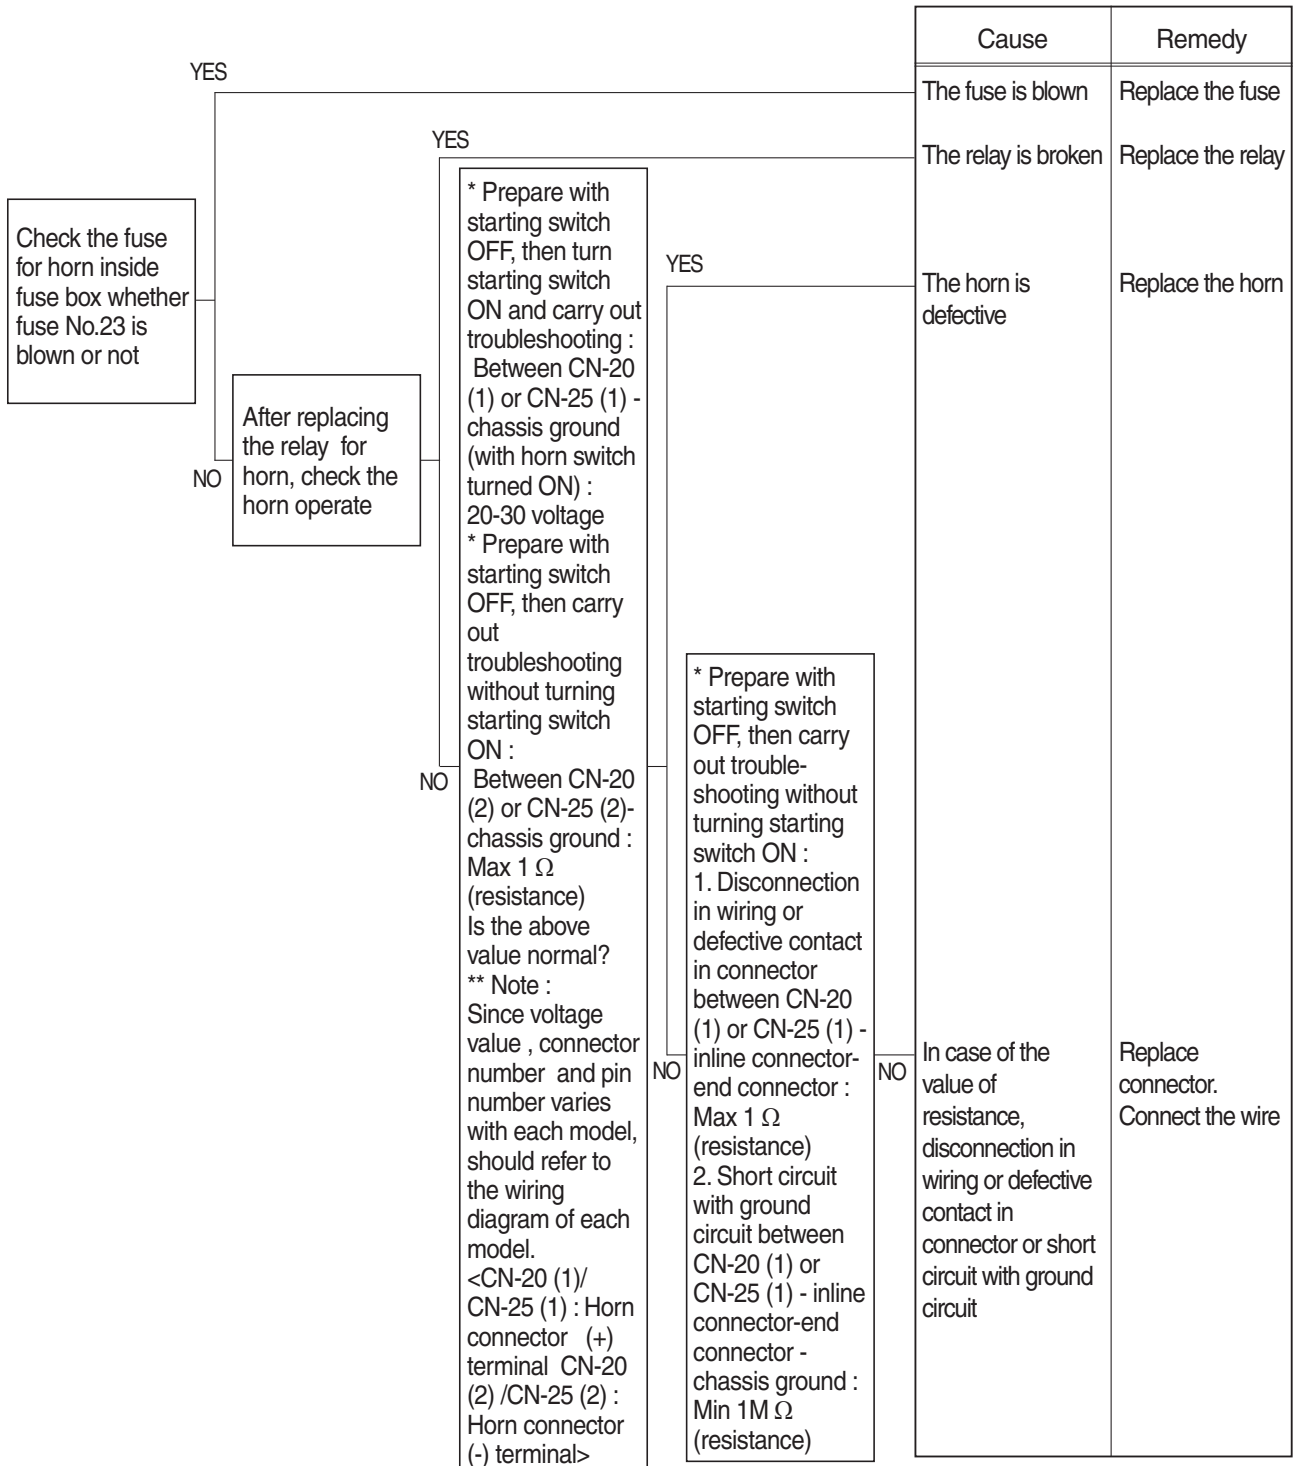 Cause
Remedy
YES
The fuse is blown
Replace the fuse
YES
The relay is broken
Replace the relay
Check the fuse
for horn inside
fuse box whether
fuse No.23 is
blown or not
NO
After replacing
the relay for
horn, check the
horn operate
NO
* Prepare with
starting switch
OFF, then turn
starting switch
ON and carry out
troubleshooting :
Between CN-20
(1) or CN-25 (1) -
chassis ground
(with horn switch
turned ON) :
20-30 voltage
* Prepare with
starting switch
OFF, then carry
out
troubleshooting
without turning
starting switch
ON :
Between CN-20
(2) or CN-25 (2)-
chassis ground :
Max 1 Ω
(resistance)
Is the above
value normal?
** Note :
Since voltage
value , connector
number and pin
number varies
with each model,
should refer to
the wiring
diagram of each
model.
<CN-20 (1)/
CN-25 (1) : Horn
connector (+)
terminal CN-20
(2) /CN-25 (2) :
Horn connector
(-) terminal>
YES
The horn is
defective
Replace the horn
NO
* Prepare with
starting switch
OFF, then carry
out trouble-
shooting without
turning starting
switch ON :
1. Disconnection
in wiring or
defective contact
in connector
between CN-20
(1) or CN-25 (1) -
inline connector-
end connector :
Max 1 Ω
(resistance)
2. Short circuit
with ground
circuit between
CN-20 (1) or
CN-25 (1) - inline
connector-end
connector -
chassis ground :
Min 1M Ω
(resistance)
NO
In case of the
value of
resistance,
disconnection in
wiring or defective
contact in
connector or short
circuit with ground
circuit
Replace
connector.
Connect the wire